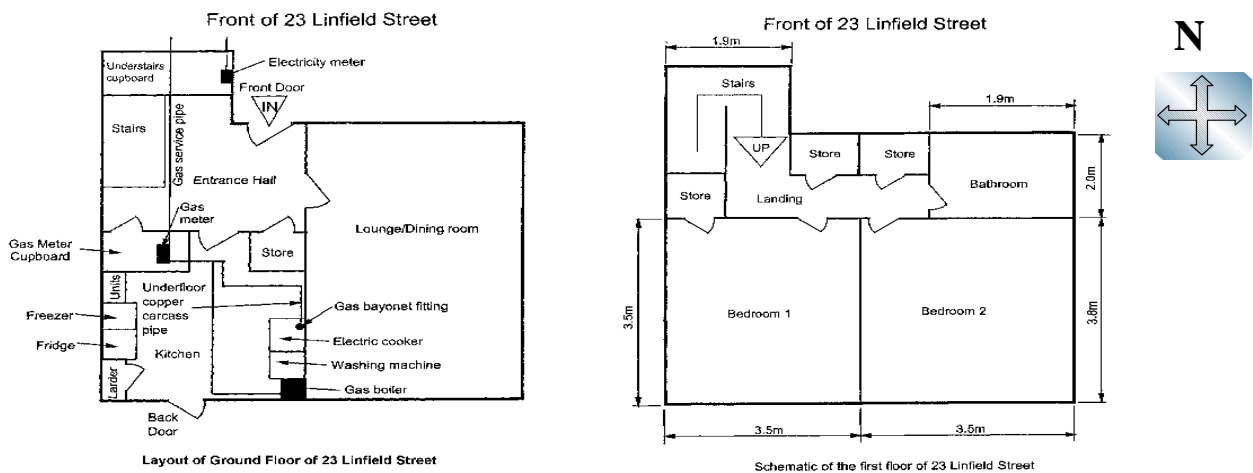 Front of 23 Linfield Street
Understairs
cupboard
Electricity meter
Front Door
IN
Stairs
Gas service pipe
Entrance Hall
Gas
meter
Gas Meter
Cupboard
Store
Lounge/Dining room
Units
Underfloor
copper
carcass
pipe
Gas bayonet fitting
Freezer
Electric cooker
Fridge
Kitchen
Washing machine
Larder
Gas boiler
Back
Door
Layout of Ground Floor of 23 Linfield Street
Front of 23 Linfield Street
1.9m
Stairs
1.9m
UP
Store
Store
Bathroom
2.0m
Store
Landing
3.5m
Bedroom 1
Bedroom 2
3.8m
3.5m
3.5m
Schematic of the first floor of 23 Linfield Street
N